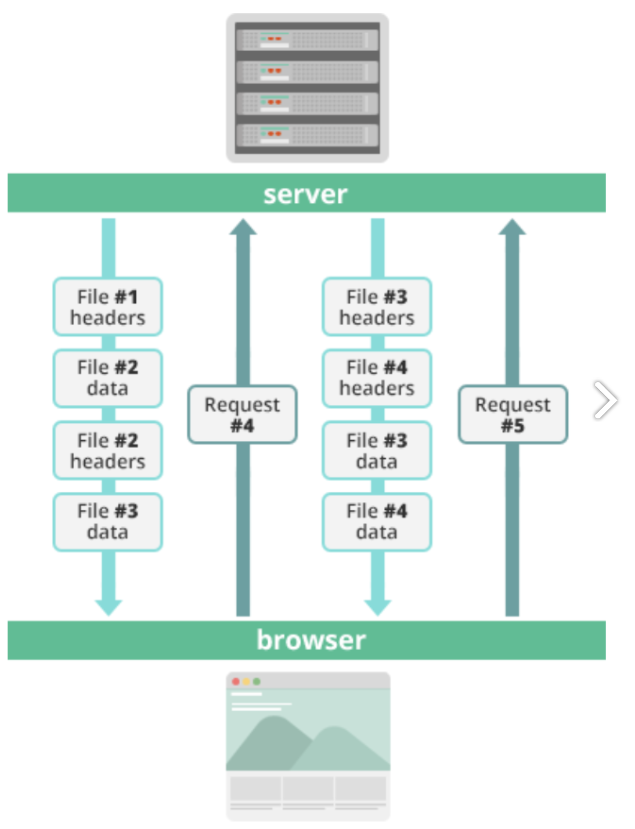 server
File #1
headers
File #2
data
File #2
headers
File #3
data
Request
#4
File #3
headers
File #4
headers
File #3
data
File #4
data
Request
#5
browser